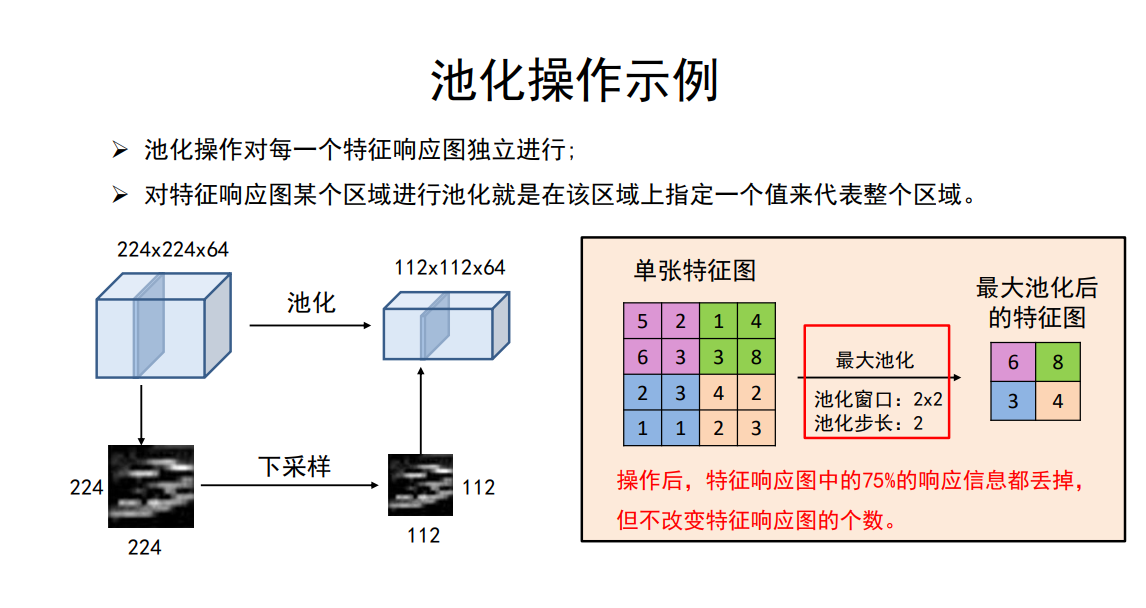 池化操作示例
➢ 池化操作对每一个特征响应图独立进行;
➢ 对特征响应图某个区域进行池化就是在该区域上指定一个值来代表整个区域。
224x224x64
池化
112x112x64
224
224
下采样
112
112
单张特征图
5 2 1 4
6 3 3 8
2 3 4 2
1 1 2 3
最大池化
池化窗口：2x2
池化步长：2
最大池化后
的特征图
6 8
3 4
操作后，特征响应图中的75%的响应信息都丢掉，
但不改变特征响应图的个数。